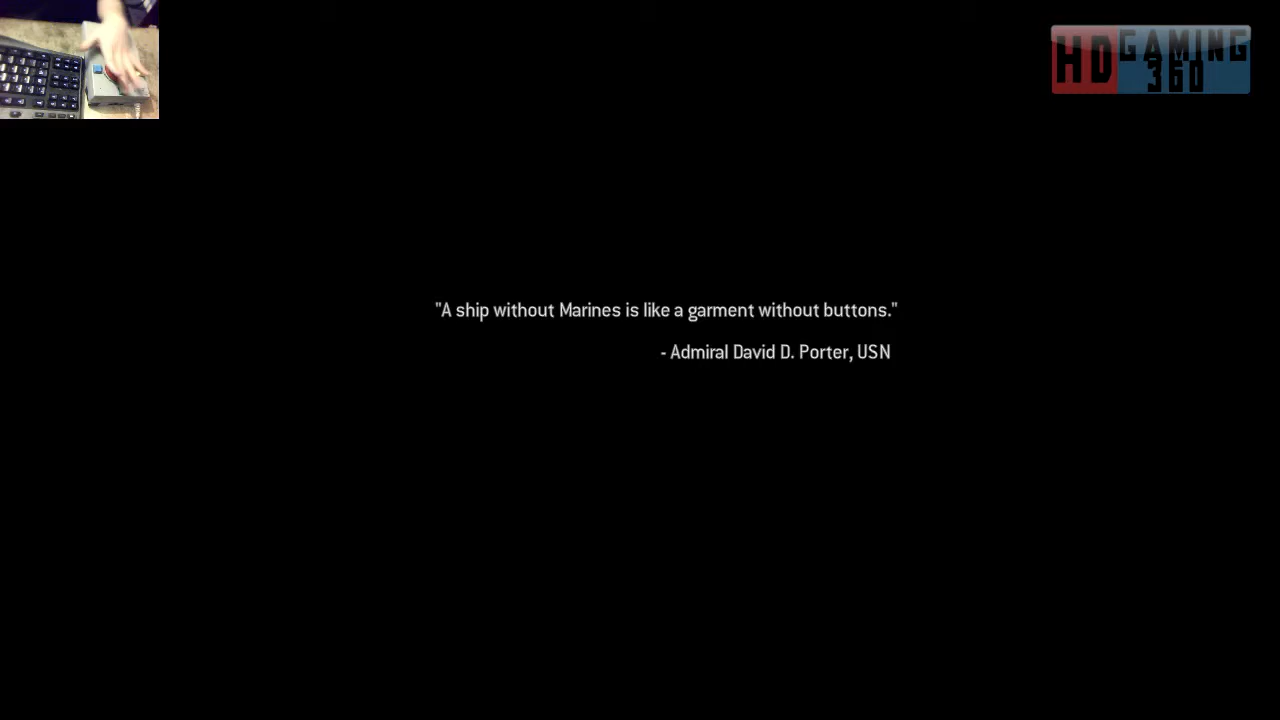 HD GAMING
360
"A ship without Marines is like a garment without buttons."
- Admiral David D. Porter, USN